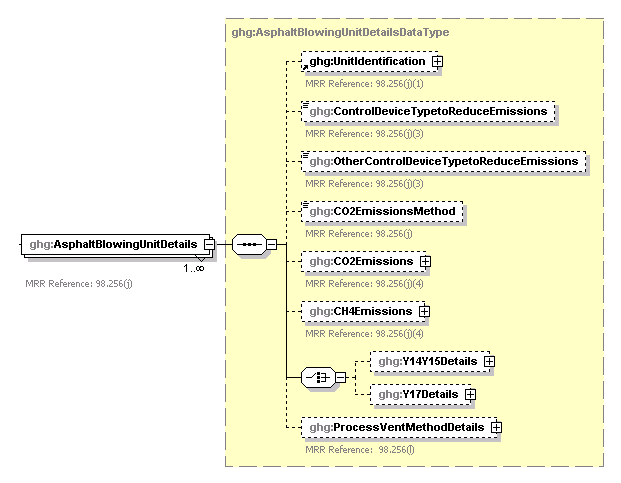 ghg:AsphaltBlowingUnitDetailsDataType
ghg:UnitIdentification
MRR Reference: 98.256(j)(1)
ghg:ControlDeviceTypetoReduceEmissions
MRR Reference: 98.256(j)(3)
ghg:OtherControlDeviceTypetoReduceEmissions
MRR Reference: 98.256(j)(3)
ghg:CO2EmissionsMethod
MRR Reference: 98.256(j)
ghg:AsphaltBlowingUnitDetails
1..∞
MRR Reference: 98.256(j)
ghg:CO2Emissions
MRR Reference: 98.256(j)(4)
ghg:CH4Emissions
MRR Reference: 98.256(j)(4)
ghg:Y14Y15Details
ghg:Y17Details
ghg:ProcessVentMethodDetails
MRR Reference: 98.256(l)